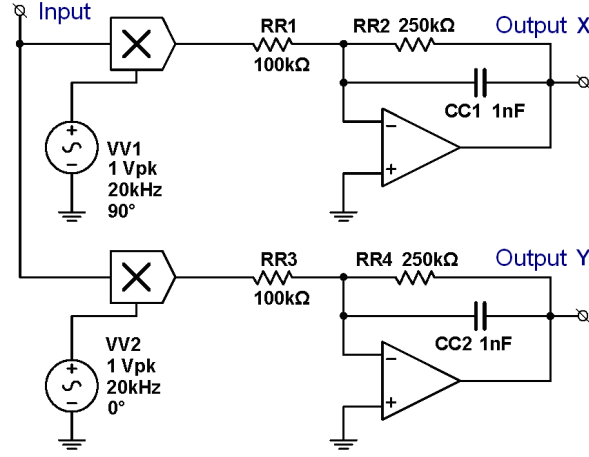 Input
RR1
100kΩ
RR2 250kΩ
Output X
CC1 1nF
VV1
1 Vpk
20kHz
90°
RR3
100kΩ
RR4 250kΩ
Output Y
CC2 1nF
VV2
1 Vpk
20kHz
0°